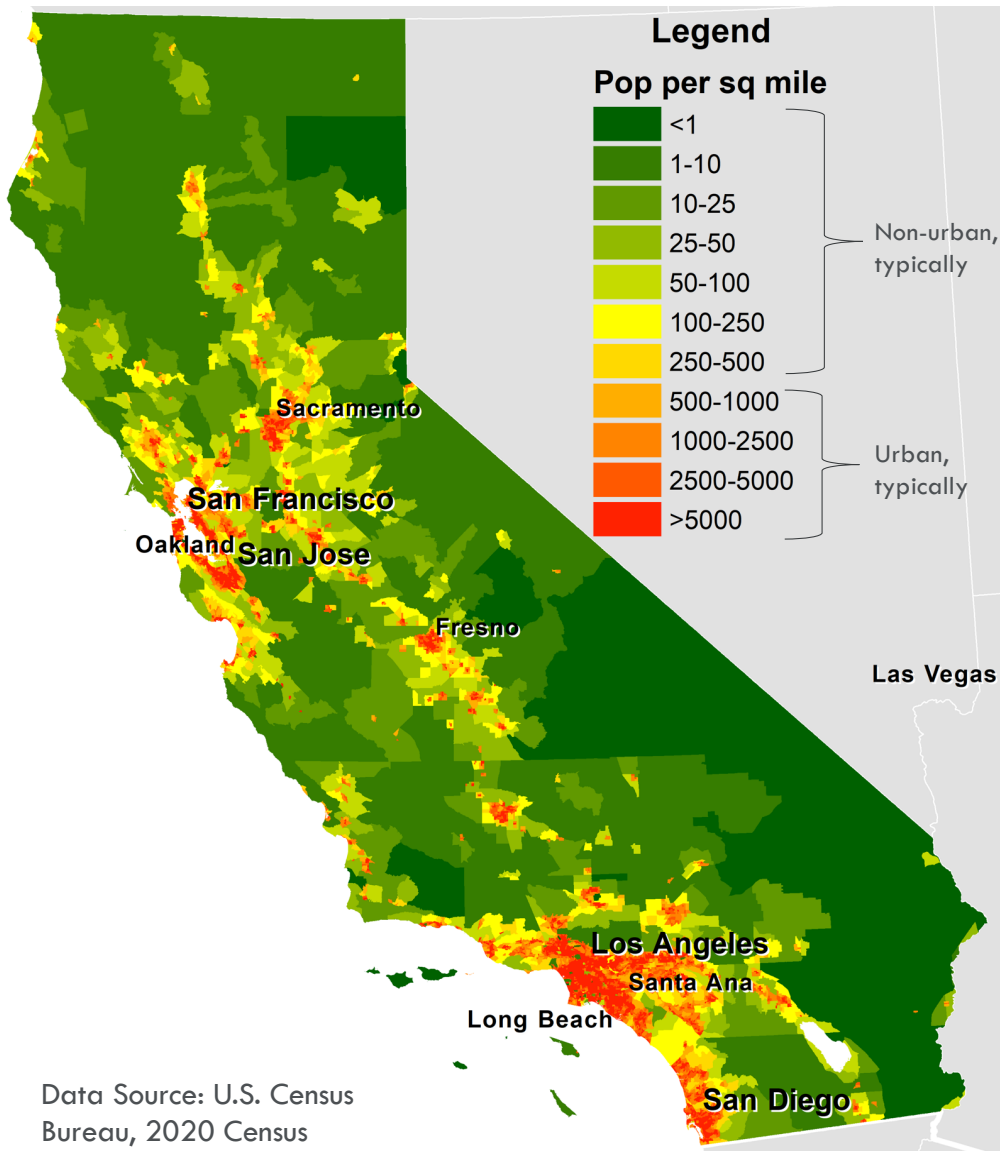 Legend
Pop per sq mile
<1
1-10
10-25
25-50
50-100
100-250
250-500
500-1000
1000-2500
2500-5000
>5000
Non-urban,
typically
Urban,
typically
Sacramento
San Francisco
Oakland
San Jose
Fresno
Las Vegas
Los Angeles
Santa Ana
Long Beach
San Diego
Data Source: U.S. Census
Bureau, 2020 Census